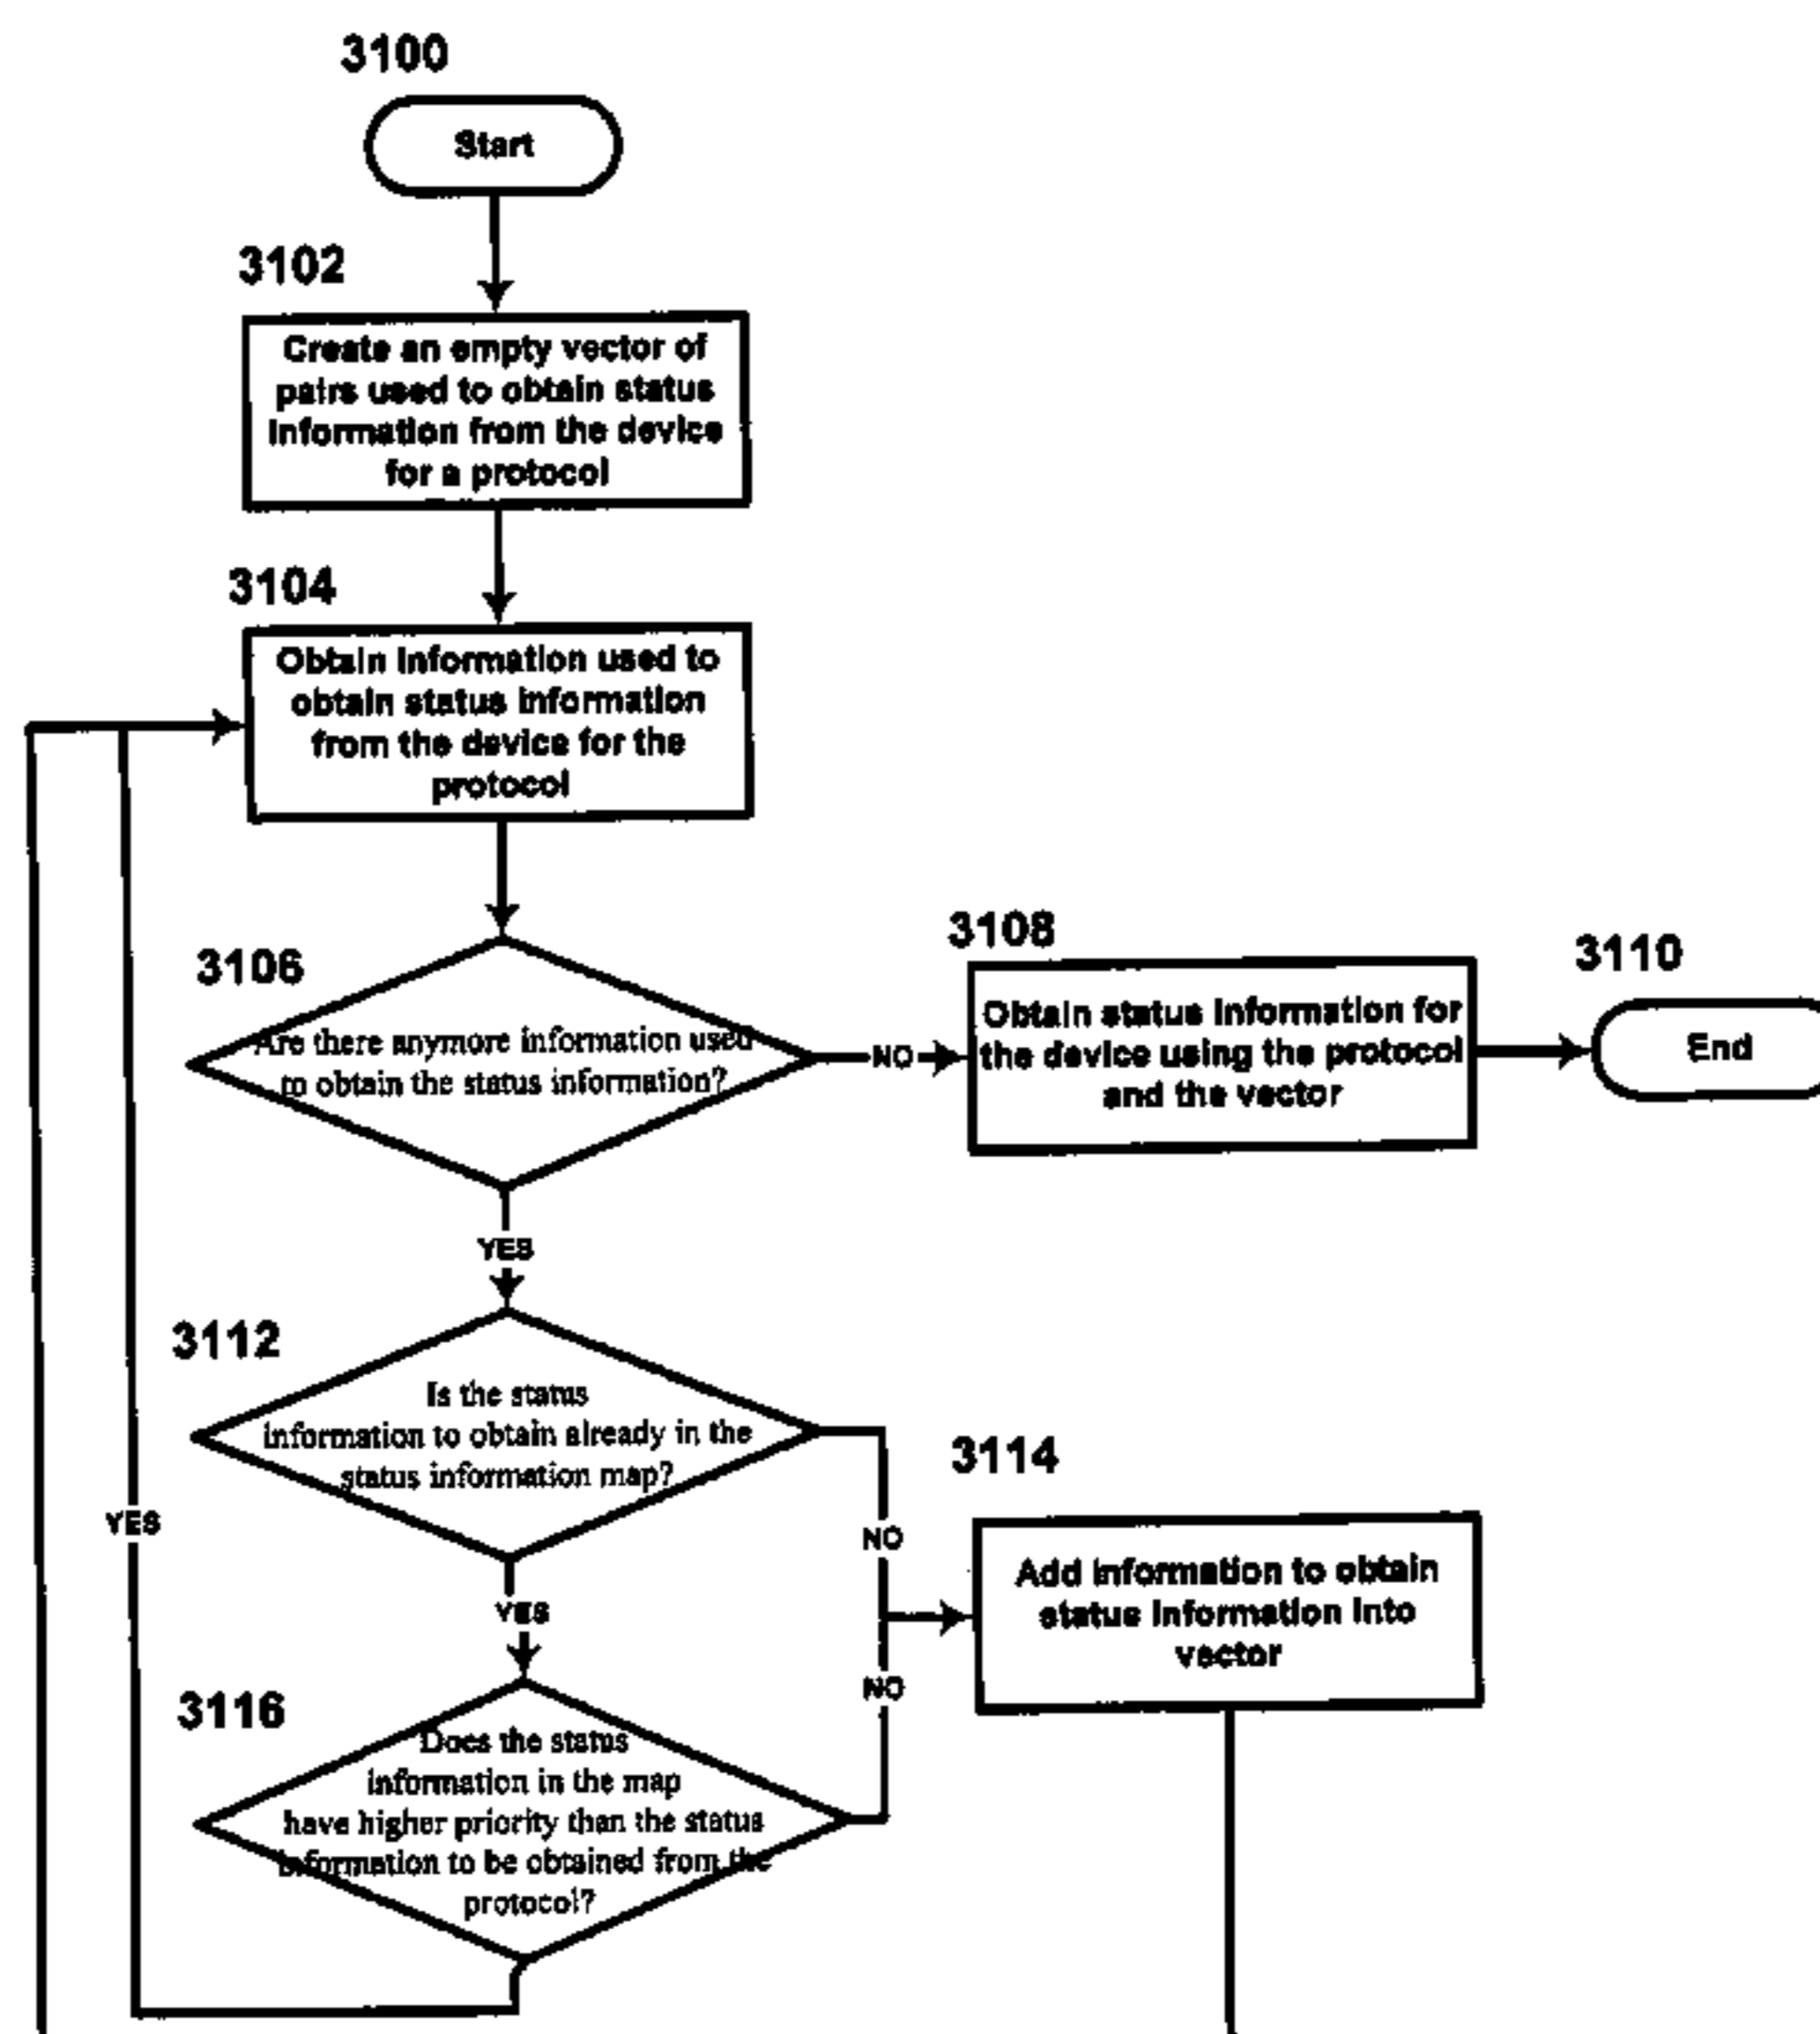 3100
Start
3102
Create an empty vector of
pairs used to obtain status
information from the device
for a protocol
3104
Obtain information used to
obtain status information
from the device for the
protocol
3106
Are there anymore information used
to obtain the status information?
NO
3108
Obtain status information for
the device using the protocol
and the vector
3110
End
YES
3112
Is the status
information to obtain already in the
status information map?
NO
YES
3114
Add information to obtain
status information into
vector
YES
NO
3116
Does the status
information in the map
have higher priority than the status
information to be obtained from the
protocol?